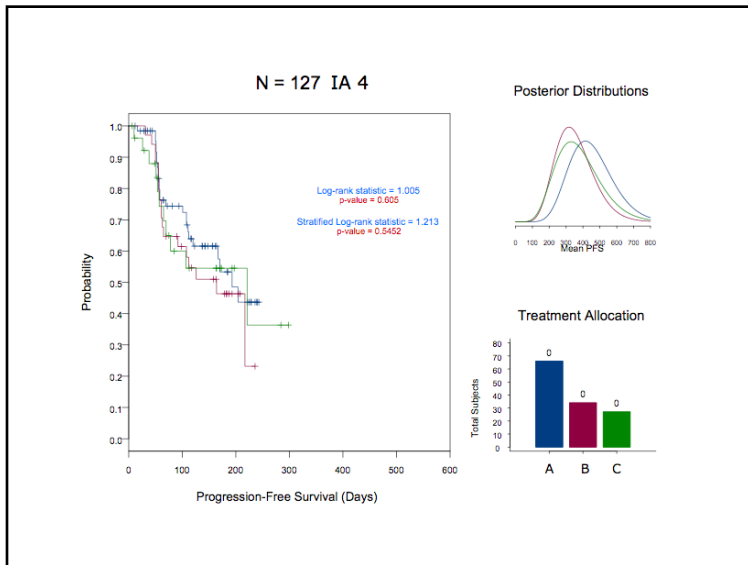 N = 127 IA 4
Log-rank statistic = 1.005
p-value = 0.605
Stratified Log-rank statistic = 1.213
p-value = 0.5452
Probability
1.0
0.9
0.8
0.7
0.6
0.5
0.4
0.3
0.2
0.1
0.0
0 100 200 300 400 500 600
Progression-Free Survival (Days)
Posterior Distributions
0 100 200 300 400 500 600 700 800
Mean PFS
Treatment Allocation
Total Subjects
80
70
60
50
40
30
20
10
0
0 0 0
A B C